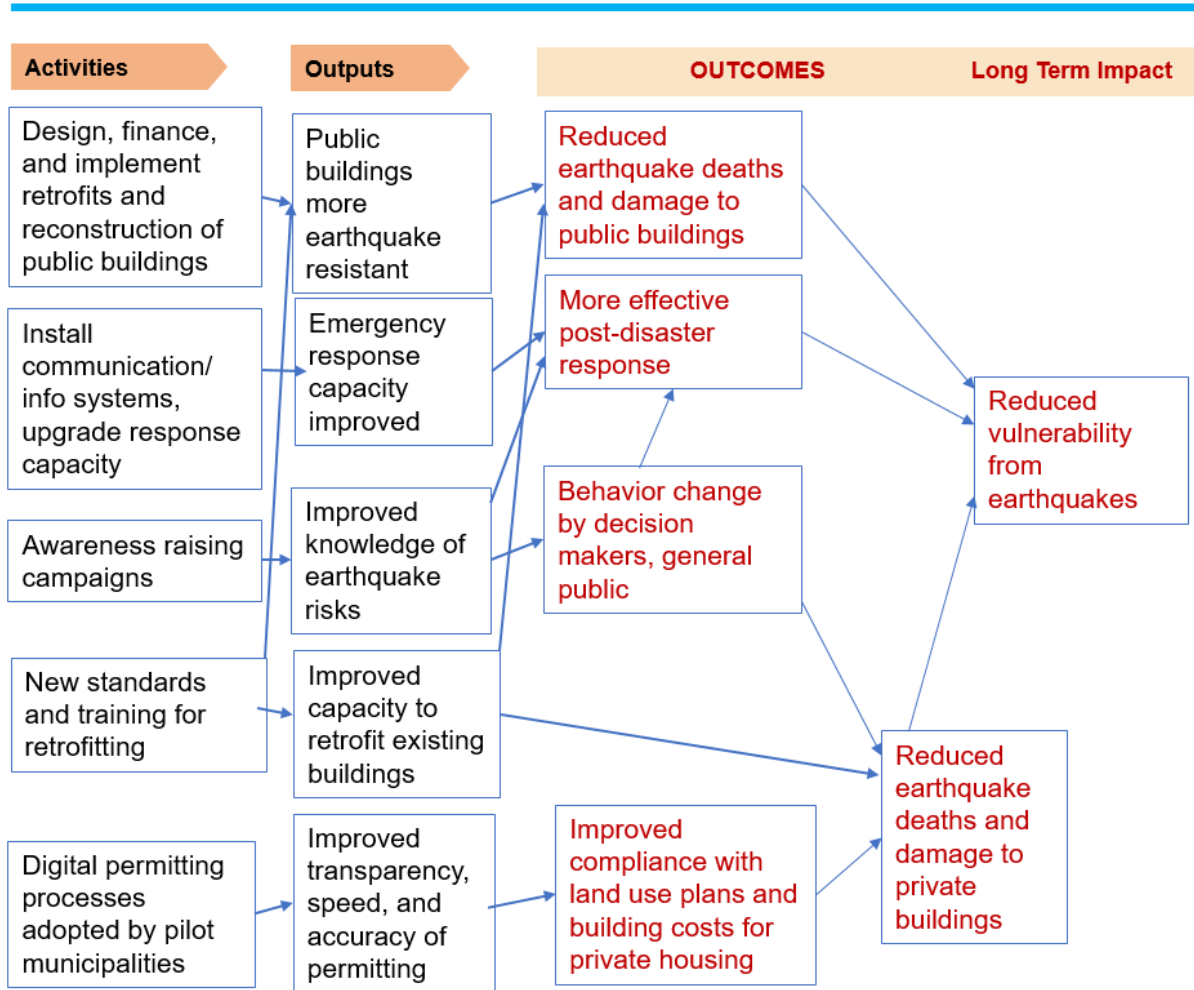 Activities
Outputs
OUTCOMES
Long Term Impact
Design, finance,
and implement
retrofits and
reconstruction of
public buildings
Public
buildings
more
earthquake
resistant
Reduced
earthquake deaths
and damage to
public buildings
Install
communication/
info systems,
upgrade response
capacity
Emergency
response
capacity
improved
More effective
post-disaster
response
Reduced
vulnerability
from
earthquakes
Awareness raising
campaigns
Improved
knowledge of
earthquake
risks
Behavior change
by decision
makers, general
public
New standards
and training for
retrofitting
Improved
capacity to
retrofit existing
buildings
Reduced
earthquake
deaths and
damage to
private
buildings
Digital permitting
processes
adopted by pilot
municipalities
Improved
transparency,
speed, and
accuracy of
permitting
Improved
compliance with
land use plans and
building costs for
private housing